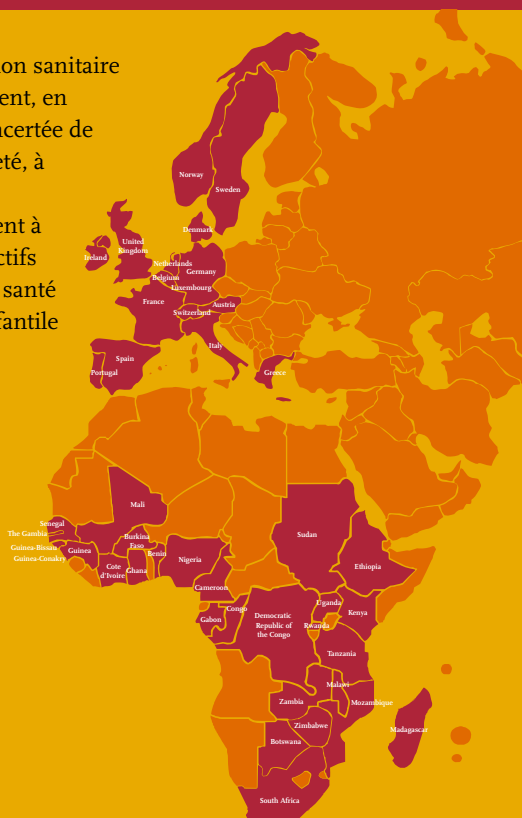 on sanitaire
ent, en
ncertée de
eté, à
ent à
ctifs
santé
fantile
Norway
Sweden
Denmark
United
Kingdom
Ireland
Netherlands
Germany
Belgium
Luxembourg
France
Austria
Switzerland
Italy
Spain
Portugal
Greece
Mali
Senegal
The Gambia
Guinea-Bissau
Guinea-Conakry
Guinea
Burkina
Faso
Benin
Cote
d'Ivoire
Ghana
Nigeria
Sudan
Ethiopia
Cameroon
Congo
Gabon
Democratic
Republic of
the Congo
Uganda
Kenya
Rwanda
Tanzania
Malawi
Zambia
Mozambique
Zimbabwe
Madagascar
Botswana
South Africa